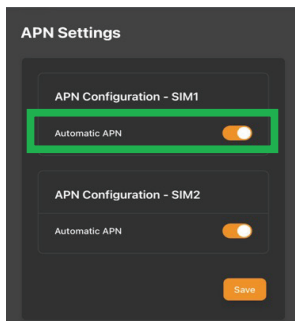 APN Settings
APN Configuration - SIM1
Automatic APN
APN Configuration - SIM2
Automatic APN
Save